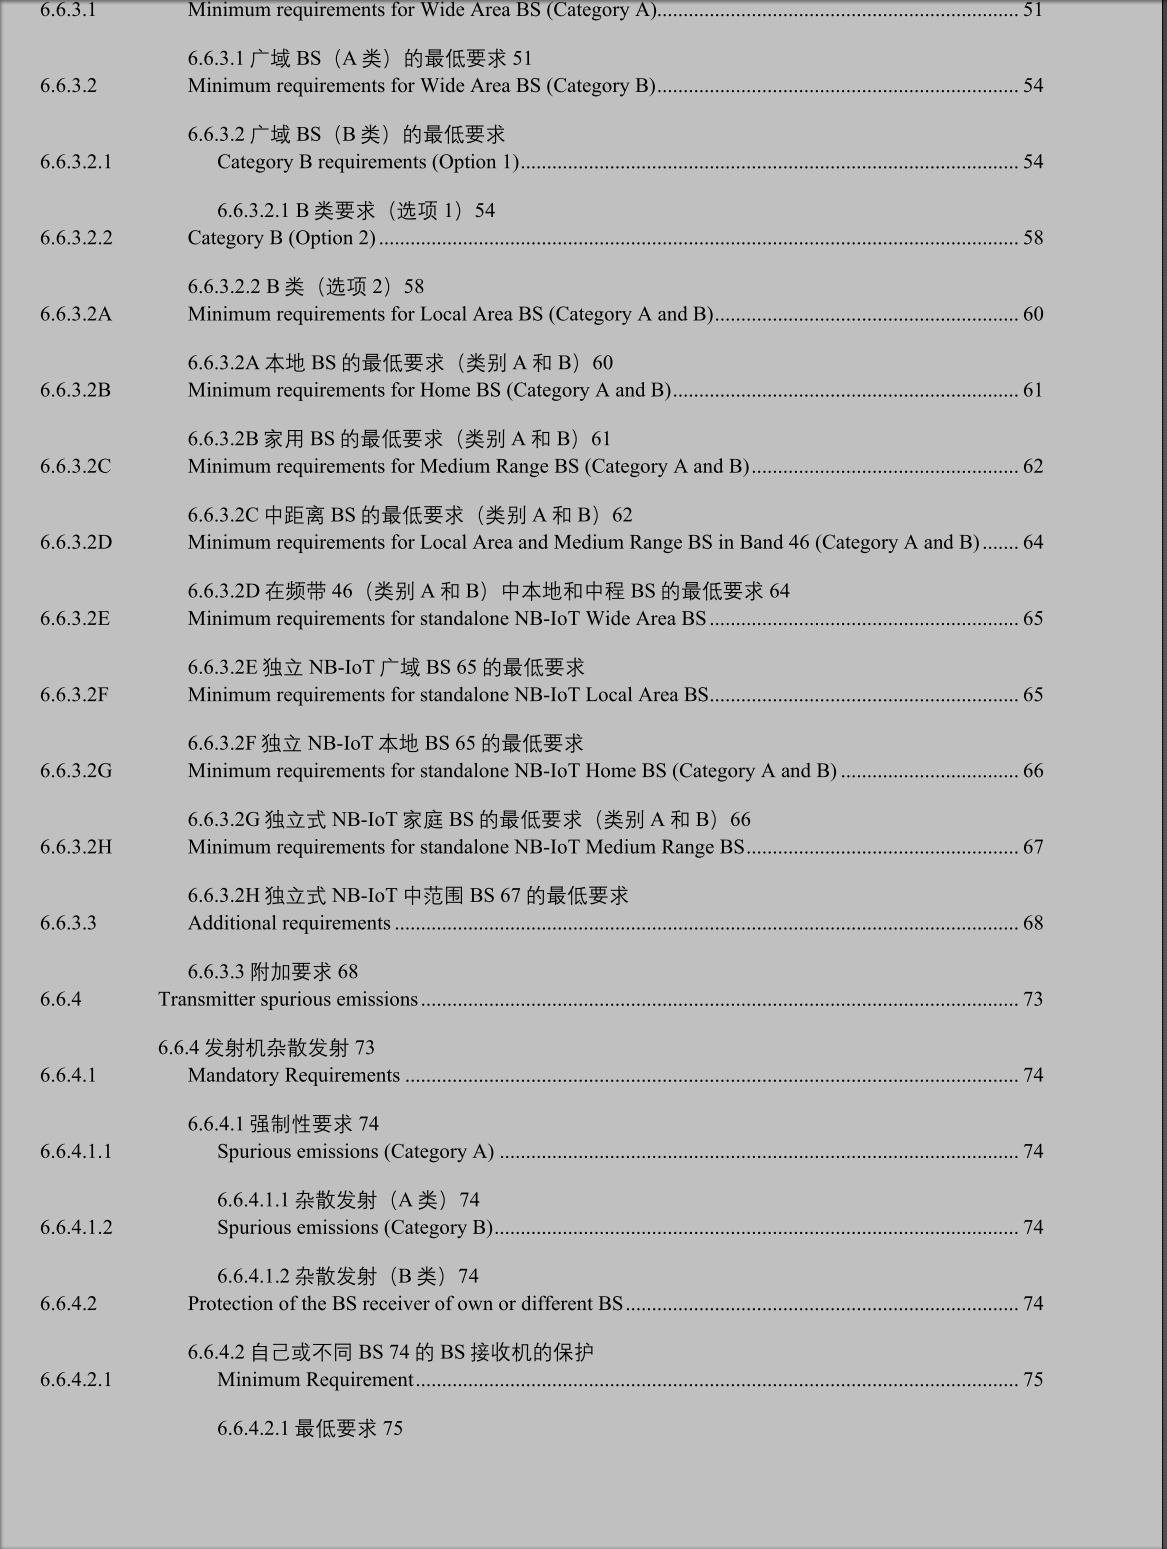 6.6.3.1 Minimum requirements for Wide Area BS (Category A)..................................................................... 51
6.6.3.1 广域 BS（A 类）的最低要求 51
6.6.3.2 Minimum requirements for Wide Area BS (Category B)..................................................................... 54
6.6.3.2 广域 BS（B 类）的最低要求
6.6.3.2.1 Category B requirements (Option 1)............................................................................................... 54
6.6.3.2.1 B 类要求（选项 1）54
6.6.3.2.2 Category B (Option 2).......................................................................................................................... 58
6.6.3.2.2 B 类（选项 2）58
6.6.3.2A Minimum requirements for Local Area BS (Category A and B).......................................................... 60
6.6.3.2A 本地 BS 的最低要求（类别 A 和 B）60
6.6.3.2B Minimum requirements for Home BS (Category A and B).................................................................. 61
6.6.3.2B 家用 BS 的最低要求（类别 A 和 B）61
6.6.3.2C Minimum requirements for Medium Range BS (Category A and B)................................................... 62
6.6.3.2C 中距离 BS 的最低要求（类别 A 和 B）62
6.6.3.2D Minimum requirements for Local Area and Medium Range BS in Band 46 (Category A and B)....... 64
6.6.3.2D 在频带 46（类别 A 和 B）中本地和中程 BS 的最低要求 64
6.6.3.2E Minimum requirements for standalone NB-IoT Wide Area BS........................................................... 65
6.6.3.2E 独立 NB-IoT 广域 BS 65 的最低要求
6.6.3.2F Minimum requirements for standalone NB-IoT Local Area BS........................................................... 65
6.6.3.2F 独立 NB-IoT 本地 BS 65 的最低要求
6.6.3.2G Minimum requirements for standalone NB-IoT Home BS (Category A and B).................................. 66
6.6.3.2G 独立式 NB-IoT 家庭 BS 的最低要求（类别 A 和 B）66
6.6.3.2H Minimum requirements for standalone NB-IoT Medium Range BS.................................................... 67
6.6.3.2H 独立式 NB-IoT 中范围 BS 67 的最低要求
6.6.3.3 Additional requirements ....................................................................................................................... 68
6.6.3.3 附加要求 68
6.6.4 Transmitter spurious emissions.................................................................................................................. 73
6.6.4 发射机杂散发射 73
6.6.4.1 Mandatory Requirements ..................................................................................................................... 74
6.6.4.1 强制性要求 74
6.6.4.1.1 Spurious emissions (Category A) ................................................................................................... 74
6.6.4.1.1 杂散发射（A 类）74
6.6.4.1.2 Spurious emissions (Category B).................................................................................................... 74
6.6.4.1.2 杂散发射（B 类）74
6.6.4.2 Protection of the BS receiver of own or different BS........................................................................... 74
6.6.4.2 自己或不同 BS 74 的 BS 接收机的保护
6.6.4.2.1 Minimum Requirement................................................................................................................... 75
6.6.4.2.1 最低要求 75